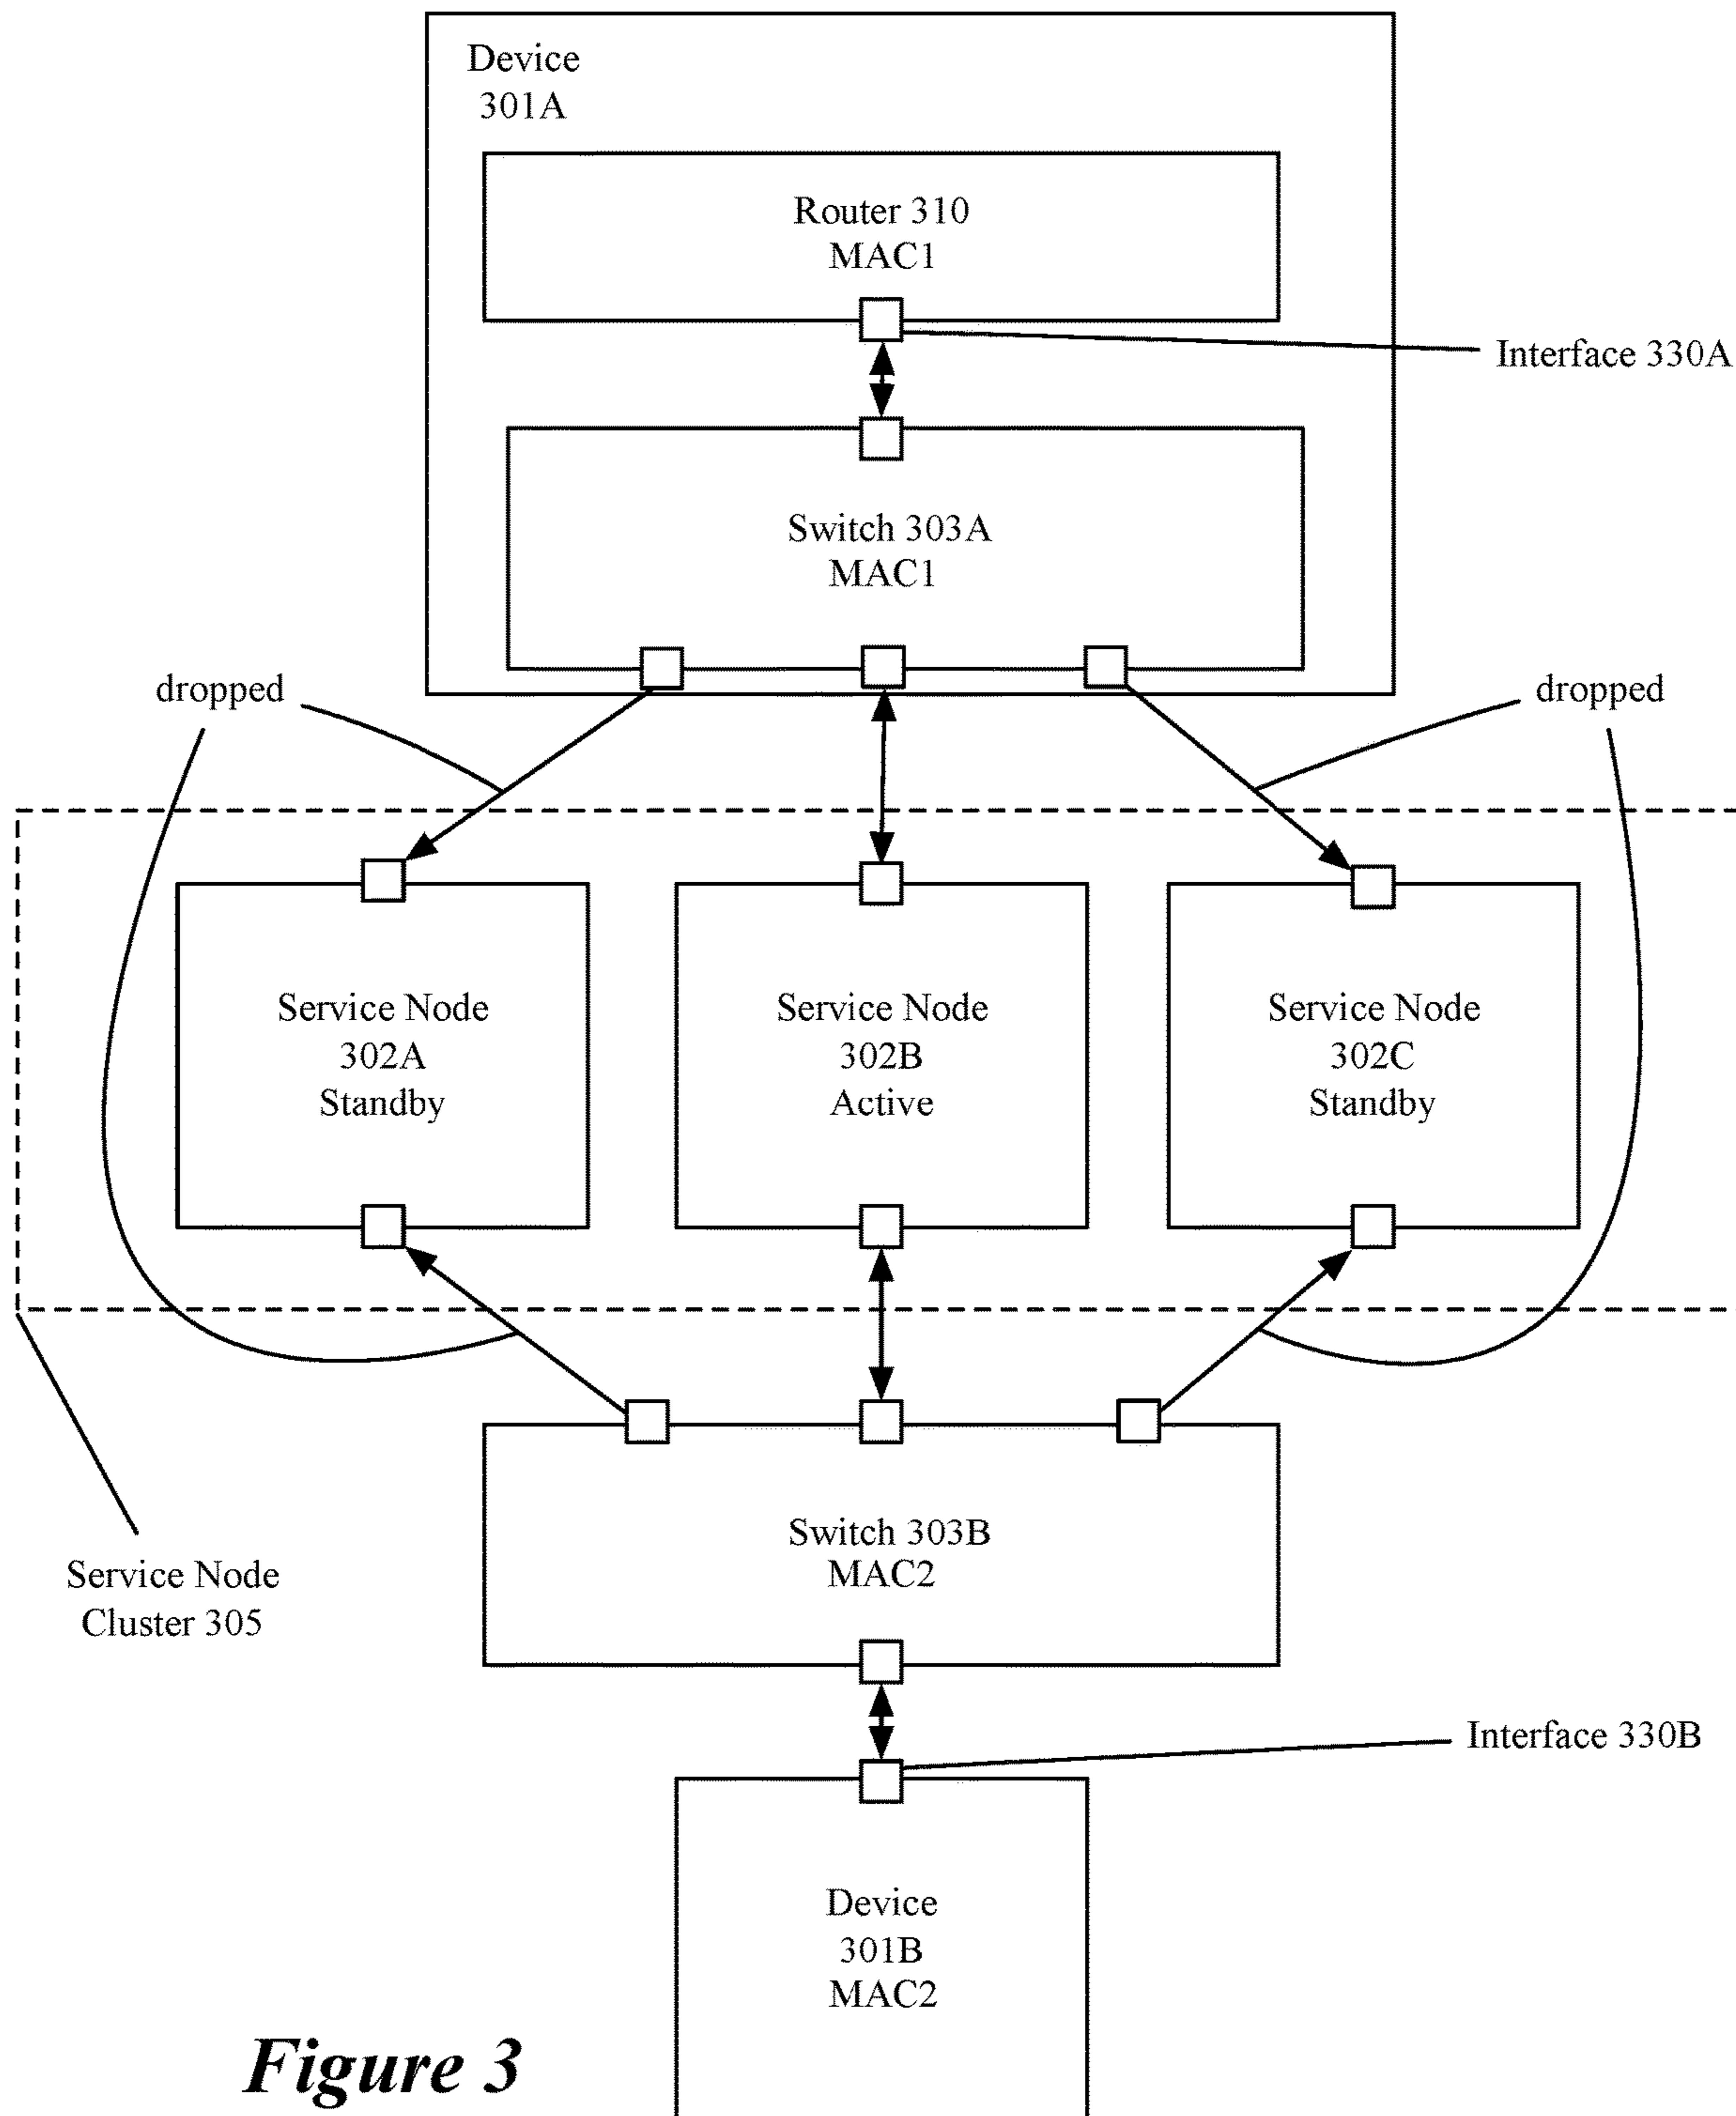 Device
301A
Router 310
MAC1
Interface 330A
Switch 303A
MAC1
dropped
dropped
Service Node
302A
Standby
Service Node
302B
Active
Service Node
302C
Standby
Switch 303B
MAC2
Service Node
Cluster 305
Interface 330B
Device
301B
MAC2
Figure 3